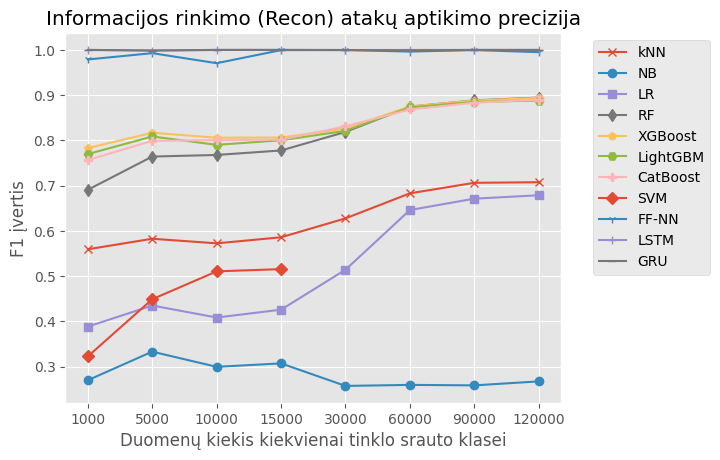 Informacijos rinkimo (Recon) atakų aptikimo precizija
F1 įvertis
1.0
0.9
0.8
0.7
0.6
0.5
0.4
0.3
1000 5000 10000 15000 30000 60000 90000 120000
Duomenų kiekis kiekvienai tinklo srauto klasei
kNN
NB
LR
RF
XGBoost
LightGBM
CatBoost
SVM
FF-NN
LSTM
GRU